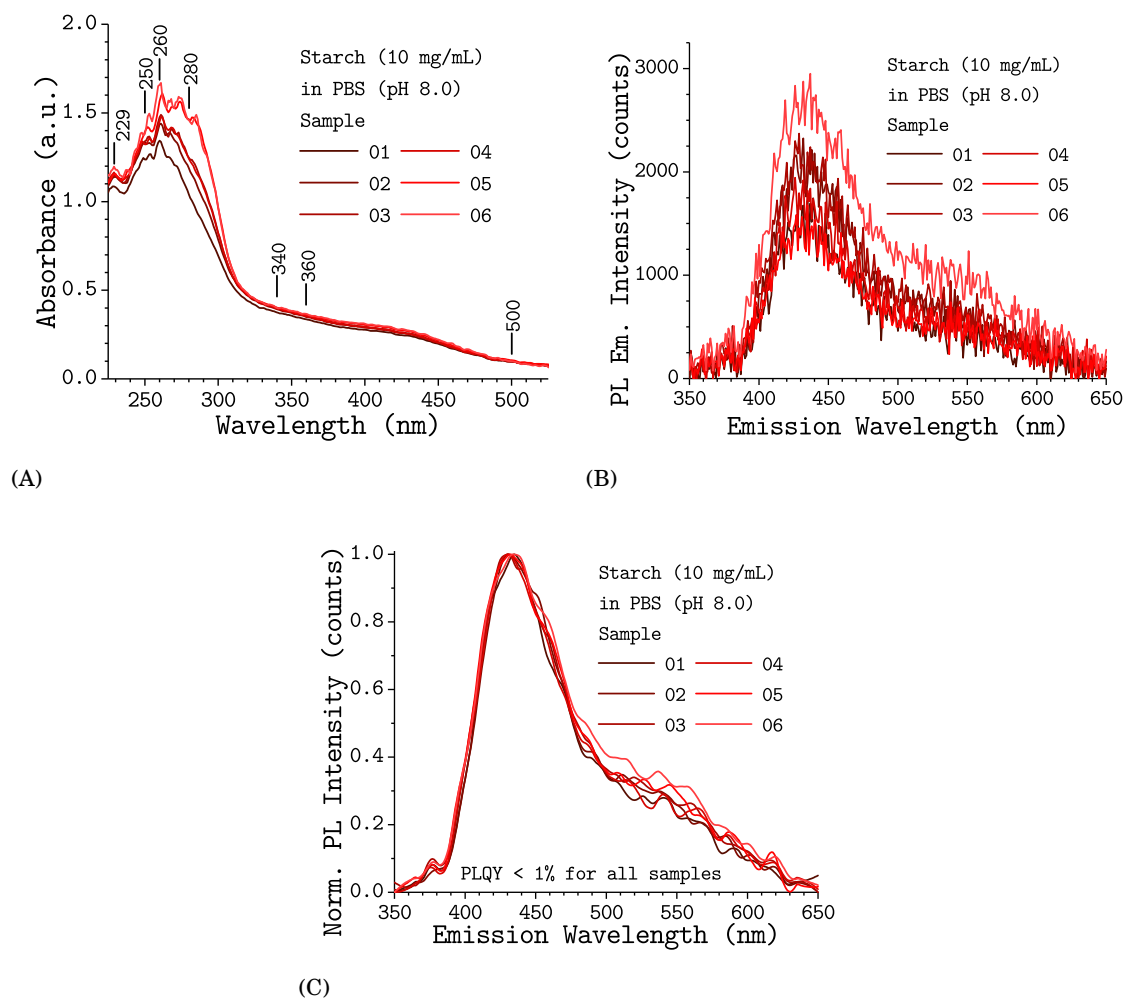 2.0
1.5
1.0
0.5
0.0
Absorbance (a.u.)
229
250
260
280
340
360
500
Starch (10 mg/mL)
in PBS (pH 8.0)
Sample
01 04
02 05
03 06
250 300 350 400 450 500
Wavelength (nm)
(A)
3000
2000
1000
0
PL Em. Intensity (counts)
Starch (10 mg/mL)
in PBS (pH 8.0)
Sample
01 04
02 05
03 06
350 400 450 500 550 600 650
Emission Wavelength (nm)
(B)
1.0
0.8
0.6
0.4
0.2
0.0
Norm. PL Intensity (counts)
Starch (10 mg/mL)
in PBS (pH 8.0)
Sample
01 04
02 05
03 06
PLQY < 1% for all samples
350 400 450 500 550 600 650
Emission Wavelength (nm)
(C)